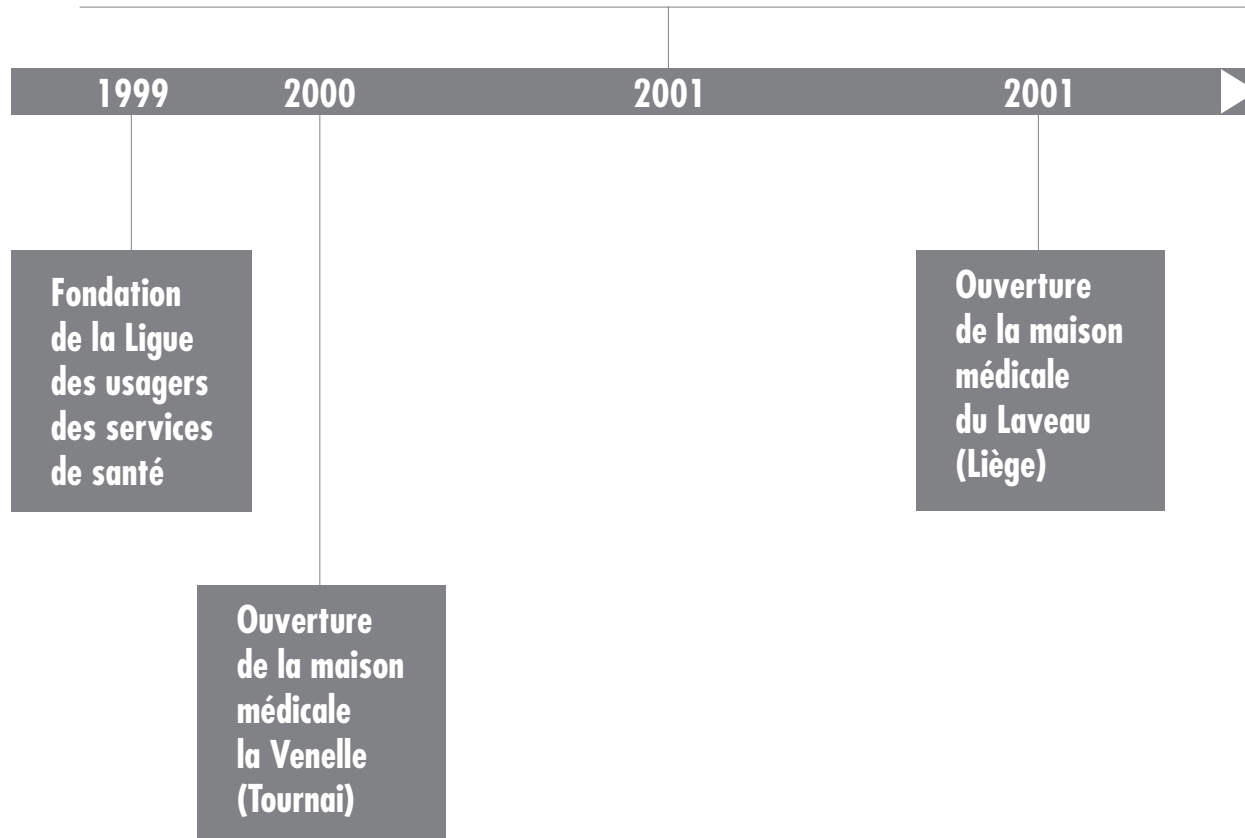 1999
2000
2001
2001
Fondation
de la Ligue
des usagers
des services
de santé
Ouverture
de la maison
médicale
la Venelle
(Tournai)
Ouverture
de la maison
médicale
du Laveau
(Liège)